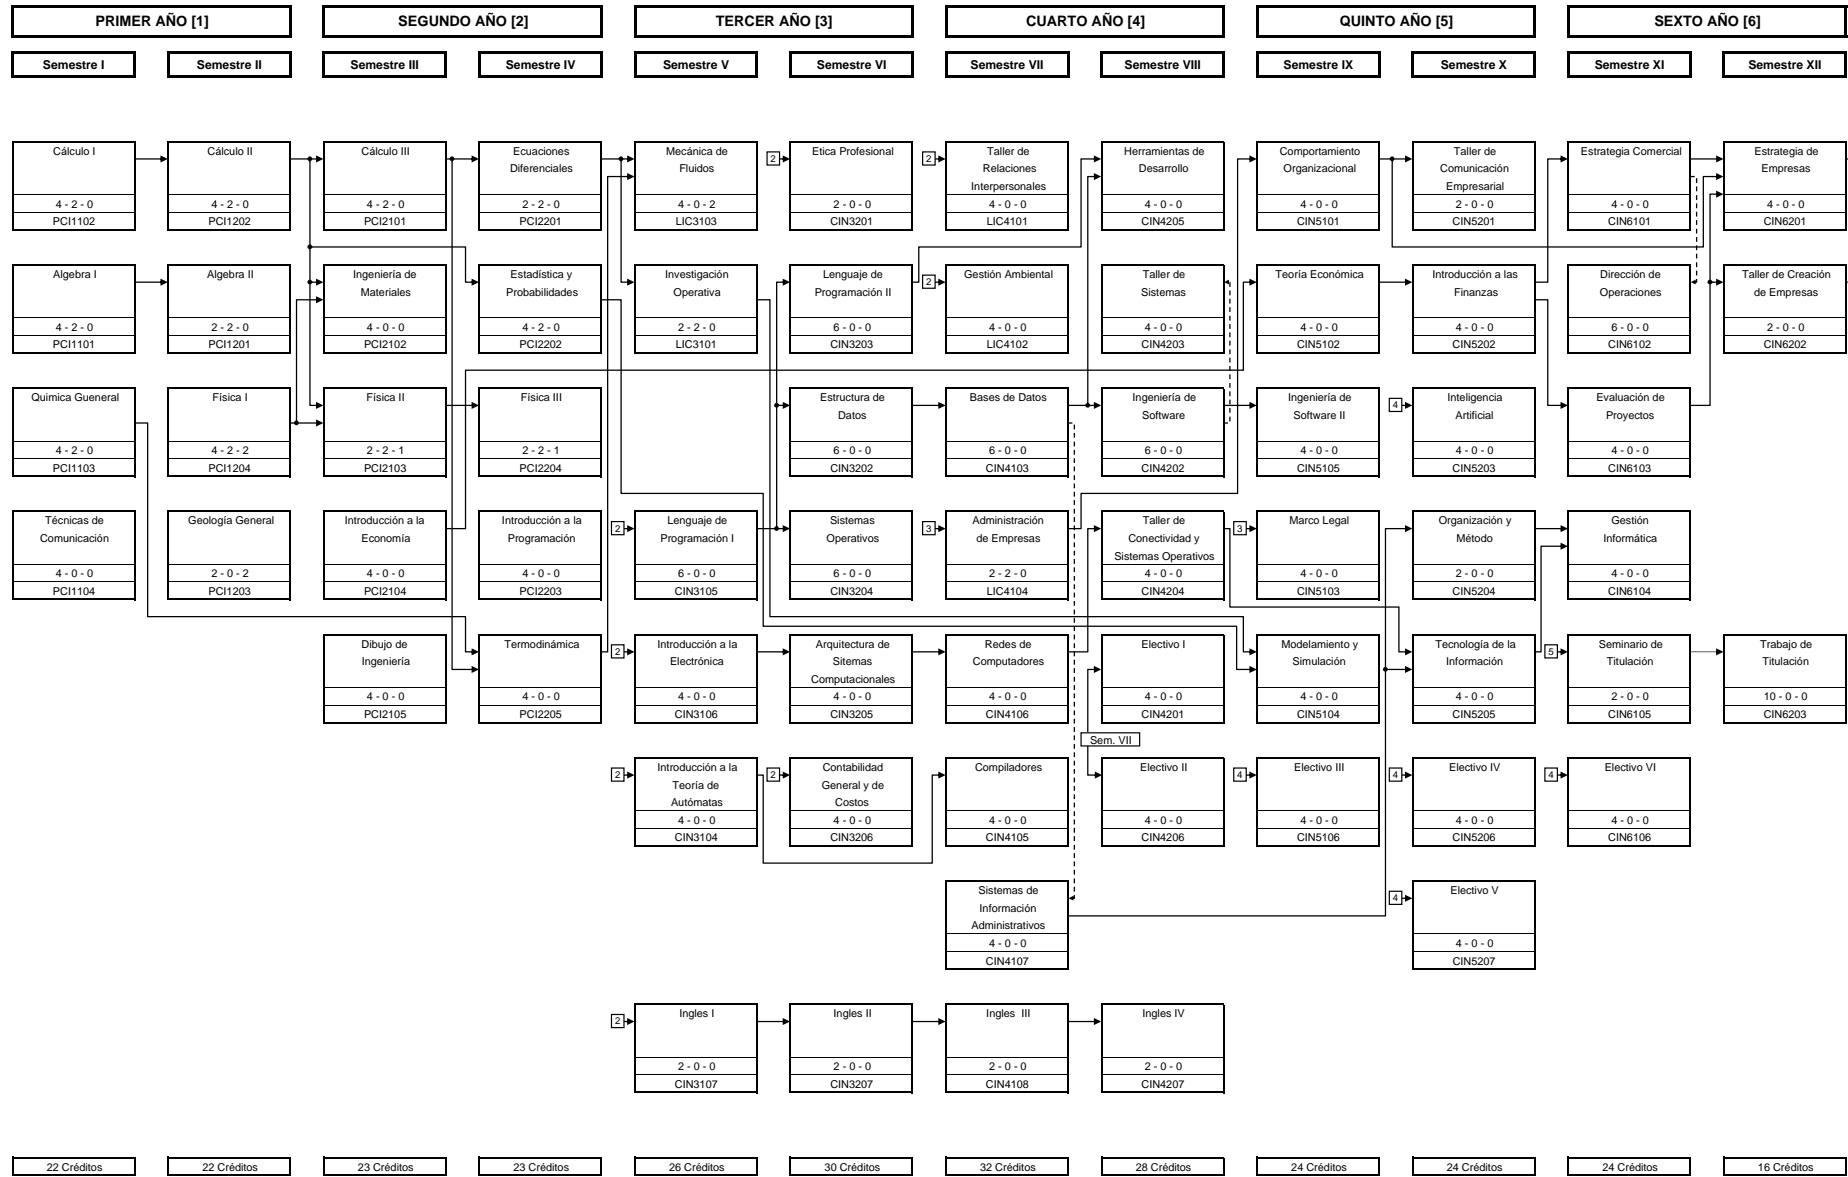 PRIMER AÑO [1]
SEGUNDO AÑO [2]
TERCER AÑO [3]
CUARTO AÑO [4]
QUINTO AÑO [5]
SEXTO AÑO [6]
Semestre I
Semestre II
Semestre III
Semestre IV
Semestre V
Semestre VI
Semestre VII
Semestre VIII
Semestre IX
Semestre X
Semestre XI
Semestre XII
Cálculo I
4 - 2 - 0
PCI1102
Cálculo II
4 - 2 - 0
PCI1202
Cálculo III
4 - 2 - 0
PCI2101
Ecuaciones
Diferenciales
2 - 2 - 0
PCI2201
Mecánica de
Fluidos
4 - 0 - 2
LIC3103
2
Etica Profesional
2 - 0 - 0
CIN3201
2
Taller de
Relaciones
Interpersonales
4 - 0 - 0
LIC4101
Herramientas de
Desarrollo
4 - 0 - 0
CIN4205
Comportamiento
Organizacional
4 - 0 - 0
CIN5101
Taller de
Comunicación
Empresarial
2 - 0 - 0
CIN5201
Estrategia Comercial
4 - 0 - 0
CIN6101
Estrategia de
Empresas
4 - 0 - 0
CIN6201
Algebra I
4 - 2 - 0
PCI1101
Algebra II
2 - 2 - 0
PCI1201
Ingeniería de
Materiales
4 - 0 - 0
PCI2102
Estadística y
Probabilidades
4 - 2 - 0
PCI2202
Investigación
Operativa
2 - 2 - 0
LIC3101
Lenguaje de
Programación II
6 - 0 - 0
CIN3203
2
Gestión Ambiental
4 - 0 - 0
LIC4102
Taller de
Sistemas
4 - 0 - 0
CIN4203
Teoría Económica
4 - 0 - 0
CIN5102
Introducción a las
Finanzas
4 - 0 - 0
CIN5202
Dirección de
Operaciones
6 - 0 - 0
CIN6102
Taller de Creación
de Empresas
2 - 0 - 0
CIN6202
Quimica Gueneral
4 - 2 - 0
PCI1103
Física I
4 - 2 - 2
PCI1204
Física II
2 - 2 - 1
PCI2103
Física III
2 - 2 - 1
PCI2204
Estructura de
Datos
6 - 0 - 0
CIN3202
Bases de Datos
6 - 0 - 0
CIN4103
Ingeniería de
Software
6 - 0 - 0
CIN4202
Ingeniería de
Software II
4 - 0 - 0
CIN5105
4
Inteligencia
Artificial
4 - 0 - 0
CIN5203
Evaluación de
Proyectos
4 - 0 - 0
CIN6103
Técnicas de
Comunicación
4 - 0 - 0
PCI1104
Geología General
2 - 0 - 2
PCI1203
Introducción a la
Economía
4 - 0 - 0
PCI2104
Introducción a la
Programación
4 - 0 - 0
PCI2203
2
Lenguaje de
Programación I
6 - 0 - 0
CIN3105
Sistemas
Operativos
6 - 0 - 0
CIN3204
3
Administración
de Empresas
2 - 2 - 0
LIC4104
Taller de
Conectividad y
Sistemas Operativos
4 - 0 - 0
CIN4204
3
Marco Legal
4 - 0 - 0
CIN5103
Organización y
Método
2 - 0 - 0
CIN5204
Gestión
Informática
4 - 0 - 0
CIN6104
Dibujo de
Ingeniería
4 - 0 - 0
PCI2105
Termodinámica
4 - 0 - 0
PCI2205
2
Introducción a la
Electrónica
4 - 0 - 0
CIN3106
Arquitectura de
Sitemas
Computacionales
4 - 0 - 0
CIN3205
Redes de
Computadores
4 - 0 - 0
CIN4106
Electivo I
4 - 0 - 0
CIN4201
Modelamiento y
Simulación
4 - 0 - 0
CIN5104
Tecnología de la
Información
4 - 0 - 0
CIN5205
5
Seminario de
Titulación
2 - 0 - 0
CIN6105
Trabajo de
Titulación
10 - 0 - 0
CIN6203
Sem. VII
2
Introducción a la
Teoría de
Autómatas
4 - 0 - 0
CIN3104
2
Contabilidad
General y de
Costos
4 - 0 - 0
CIN3206
Compiladores
4 - 0 - 0
CIN4105
Electivo II
4 - 0 - 0
CIN4206
4
Electivo III
4 - 0 - 0
CIN5106
4
Electivo IV
4 - 0 - 0
CIN5206
4
Electivo VI
4 - 0 - 0
CIN6106
Sistemas de
Información
Administrativos
4 - 0 - 0
CIN4107
4
Electivo V
4 - 0 - 0
CIN5207
2
Ingles I
2 - 0 - 0
CIN3107
Ingles II
2 - 0 - 0
CIN3207
Ingles III
2 - 0 - 0
CIN4108
Ingles IV
2 - 0 - 0
CIN4207
22 Créditos
22 Créditos
23 Créditos
23 Créditos
26 Créditos
30 Créditos
32 Créditos
28 Créditos
24 Créditos
24 Créditos
24 Créditos
16 Créditos